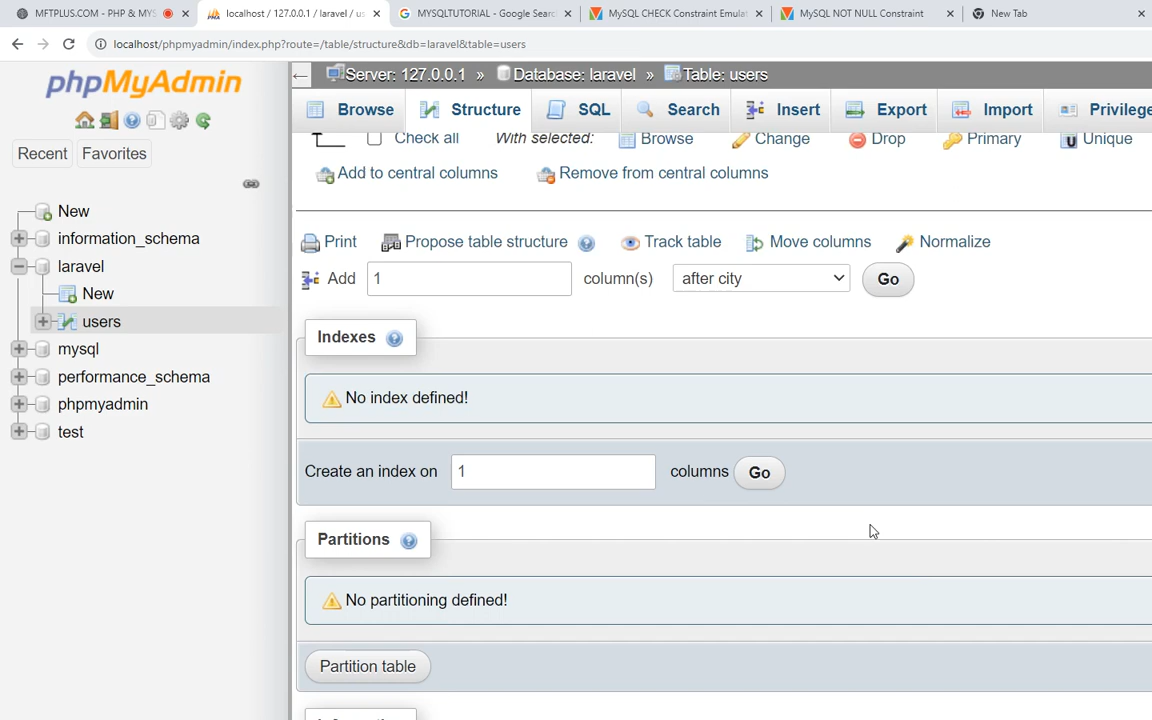 MFTPLUS.COM - PHP & MYS
localhost / 127.0.0.1 / laravel / us
MYSQLTUTORIAL - Google Searc
MySQL CHECK Constraint Emulat
MySQL NOT NULL Constraint
New Tab
localhost/phpmyadmin/index.php?route=/table/structure&db=laravel&table=users
phpMyAdmin
Recent
Favorites
New
information_schema
laravel
New
users
mysql
performance_schema
phpmyadmin
test
Server: 127.0.0.1 » Database: laravel » Table: users
Browse Structure SQL Search Insert Export Import Privilege
Check all With selected: Browse Change Drop Primary Unique
Add to central columns Remove from central columns
Print Propose table structure Track table Move columns Normalize
Add 1 column(s) after city Go
Indexes
No index defined!
Create an index on 1 columns Go
Partitions
No partitioning defined!
Partition table